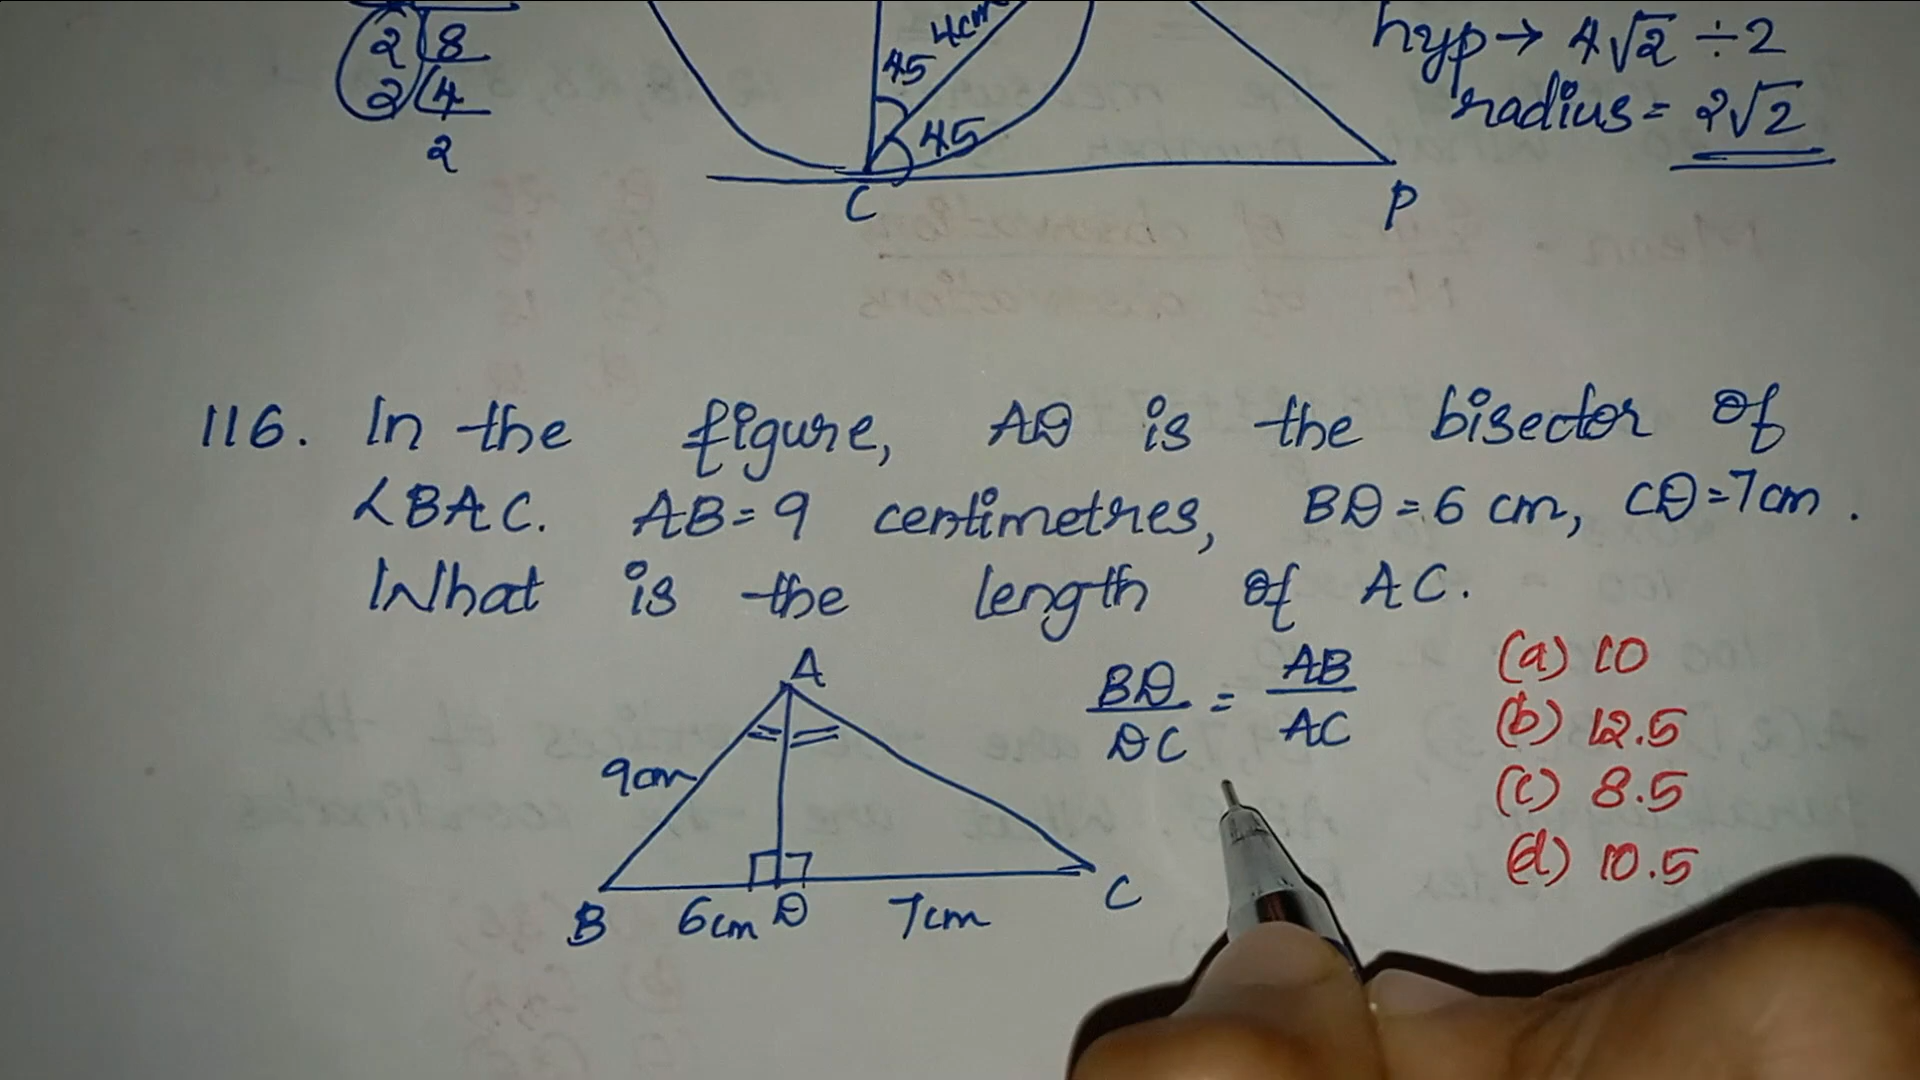 2|8
2|4
2
45
4cm
45
C
P
hyp → 4√2 ÷ 2
radius = 2√2
116. In the figure, AD is the bisector of
∠BAC. AB = 9 centimetres, BD = 6 cm, CD = 7cm.
What is the length of AC.
A
9cm
B
6cm
D
7cm
C
BD/DC = AB/AC
(a) 10
(b) 12.5
(c) 8.5
(d) 10.5